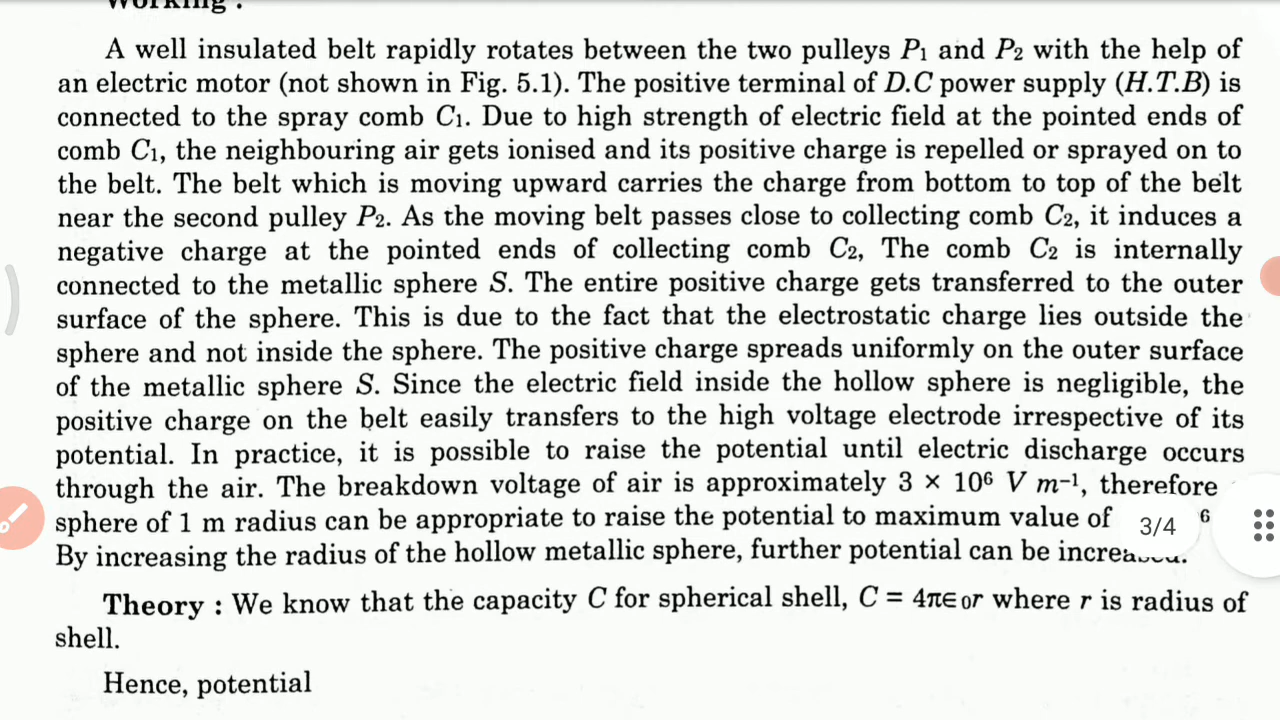 Working :
A well insulated belt rapidly rotates between the two pulleys P₁ and P₂ with the help of
an electric motor (not shown in Fig. 5.1). The positive terminal of D.C power supply (H.T.B) is
connected to the spray comb C₁. Due to high strength of electric field at the pointed ends of
comb C₁, the neighbouring air gets ionised and its positive charge is repelled or sprayed on to
the belt. The belt which is moving upward carries the charge from bottom to top of the belt
near the second pulley P₂. As the moving belt passes close to collecting comb C₂, it induces a
negative charge at the pointed ends of collecting comb C₂, The comb C₂ is internally
connected to the metallic sphere S. The entire positive charge gets transferred to the outer
surface of the sphere. This is due to the fact that the electrostatic charge lies outside the
sphere and not inside the sphere. The positive charge spreads uniformly on the outer surface
of the metallic sphere S. Since the electric field inside the hollow sphere is negligible, the
positive charge on the belt easily transfers to the high voltage electrode irrespective of its
potential. In practice, it is possible to raise the potential until electric discharge occurs
through the air. The breakdown voltage of air is approximately 3 × 10⁶ V m⁻¹, therefore
sphere of 1 m radius can be appropriate to raise the potential to maximum value of 3/4 ⁶
By increasing the radius of the hollow metallic sphere, further potential can be
Theory : We know that the capacity C for spherical shell, C = 4π∈₀r where r is radius of
shell.
Hence, potential